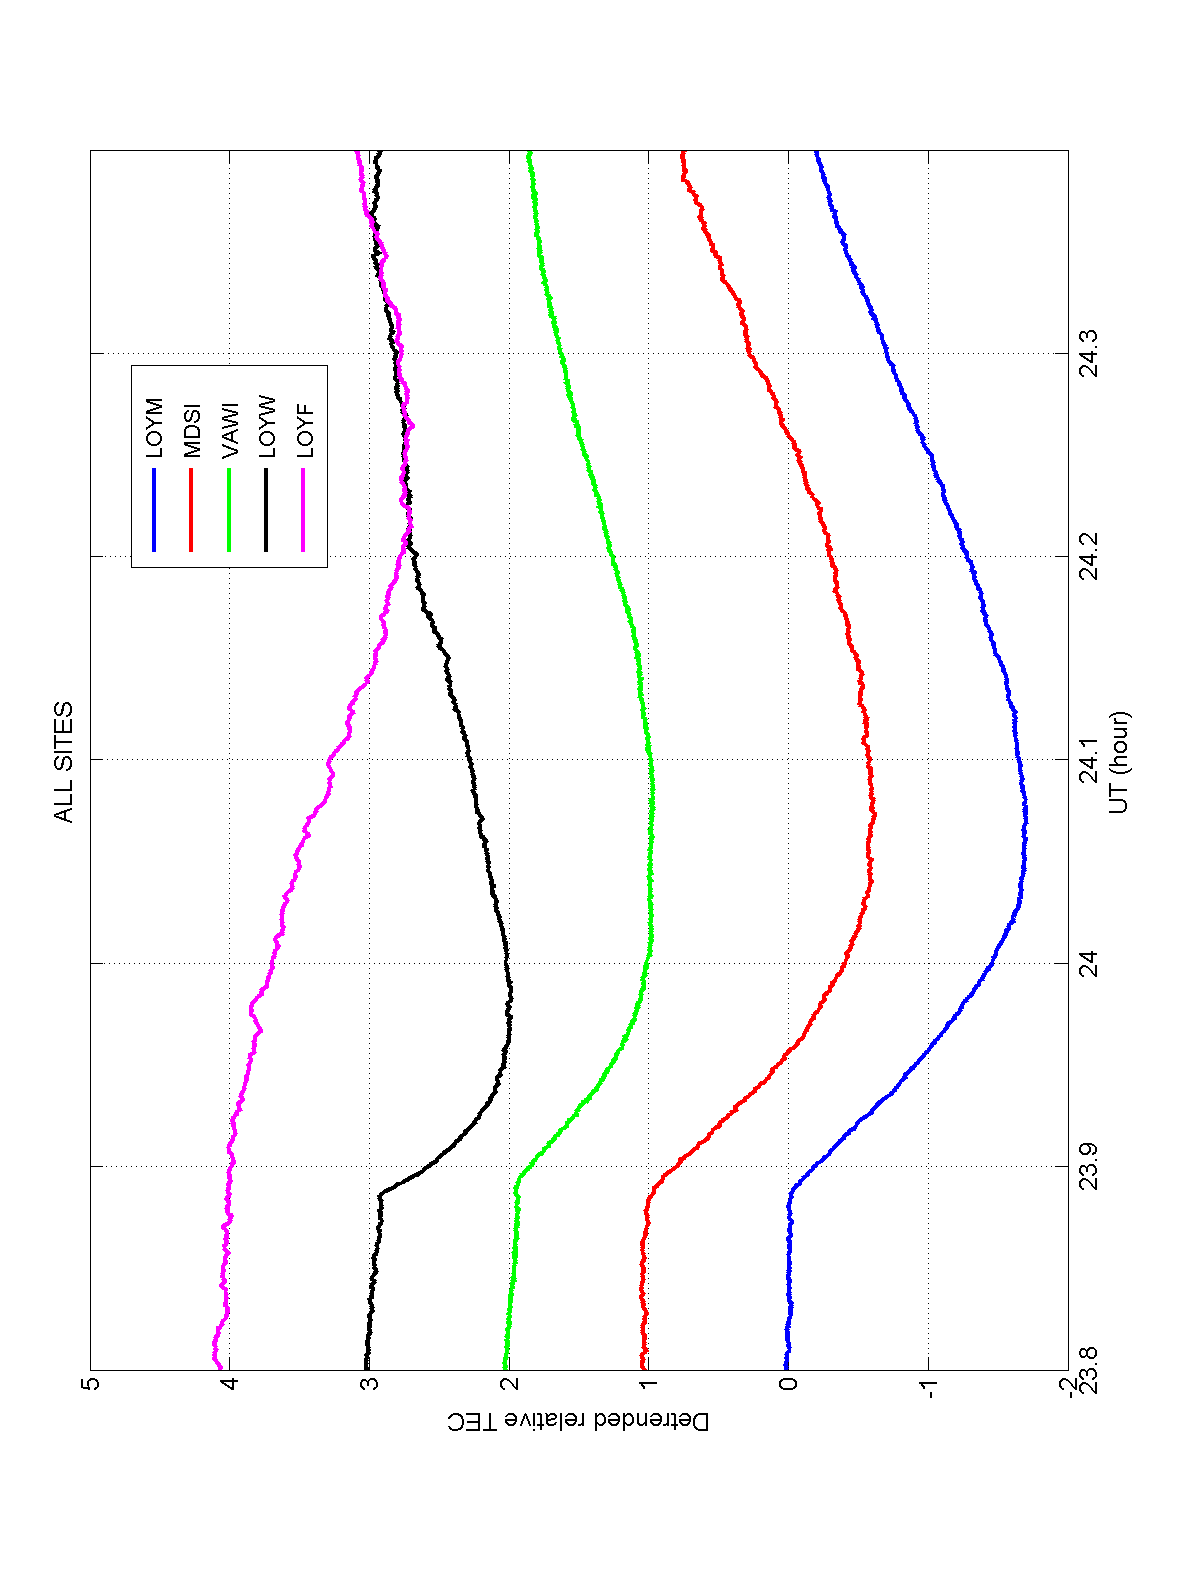 ALL SITES
LOYM
MDSI
VAWI
LOYW
LOYF
5
4
3
2
1
0
-1
-2
Detrended relative TEC
23.8
23.9
24
24.1
24.2
24.3
UT (hour)